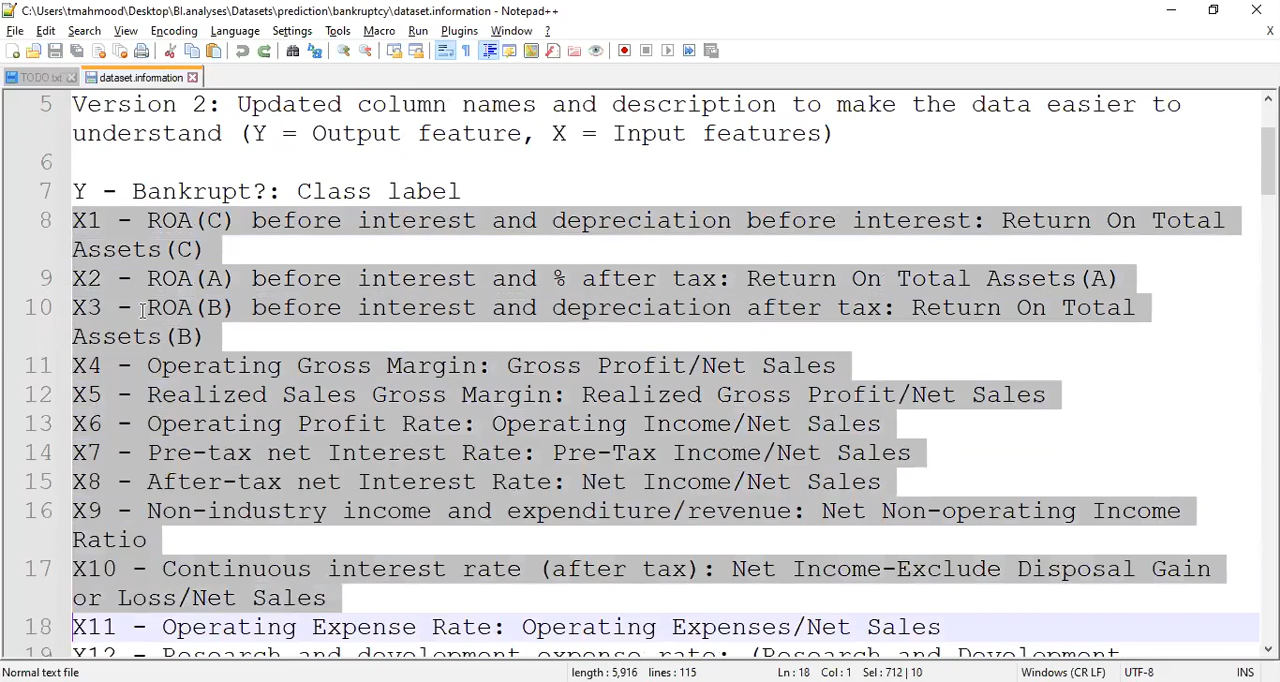 C:\Users\tmahmood\Desktop\BI.analyses\Datasets\prediction\bankruptcy\dataset.information - Notepad++
File Edit Search View Encoding Language Settings Tools Macro Run Plugins Window ?
X
TODO.txt dataset.information
5 Version 2: Updated column names and description to make the data easier to
understand (Y = Output feature, X = Input features)
6
7 Y - Bankrupt?: Class label
8 X1 - ROA(C) before interest and depreciation before interest: Return On Total
Assets(C)
9 X2 - ROA(A) before interest and % after tax: Return On Total Assets(A)
10 X3 - ROA(B) before interest and depreciation after tax: Return On Total
Assets(B)
11 X4 - Operating Gross Margin: Gross Profit/Net Sales
12 X5 - Realized Sales Gross Margin: Realized Gross Profit/Net Sales
13 X6 - Operating Profit Rate: Operating Income/Net Sales
14 X7 - Pre-tax net Interest Rate: Pre-Tax Income/Net Sales
15 X8 - After-tax net Interest Rate: Net Income/Net Sales
16 X9 - Non-industry income and expenditure/revenue: Net Non-operating Income
Ratio
17 X10 - Continuous interest rate (after tax): Net Income-Exclude Disposal Gain
or Loss/Net Sales
18 X11 - Operating Expense Rate: Operating Expenses/Net Sales
19 X12 - Research and development expense rate: (Research and Development
Normal text file length : 5,916 lines : 115 Ln : 18 Col : 1 Sel : 712 | 10 Windows (CR LF) UTF-8 INS